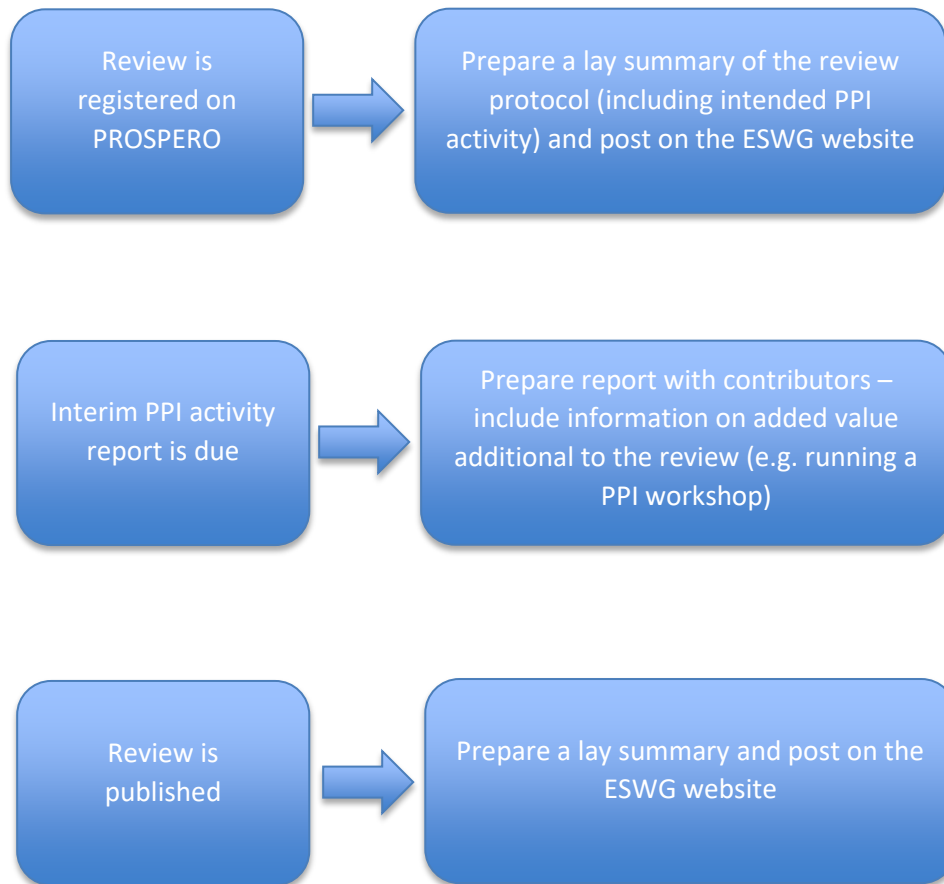 Review is
registered on
PROSPERO
Prepare a lay summary of the review
protocol (including intended PPI
activity) and post on the ESWG website
Interim PPI activity
report is due
Prepare report with contributors –
include information on added value
additional to the review (e.g. running a
PPI workshop)
Review is
published
Prepare a lay summary and post on the
ESWG website